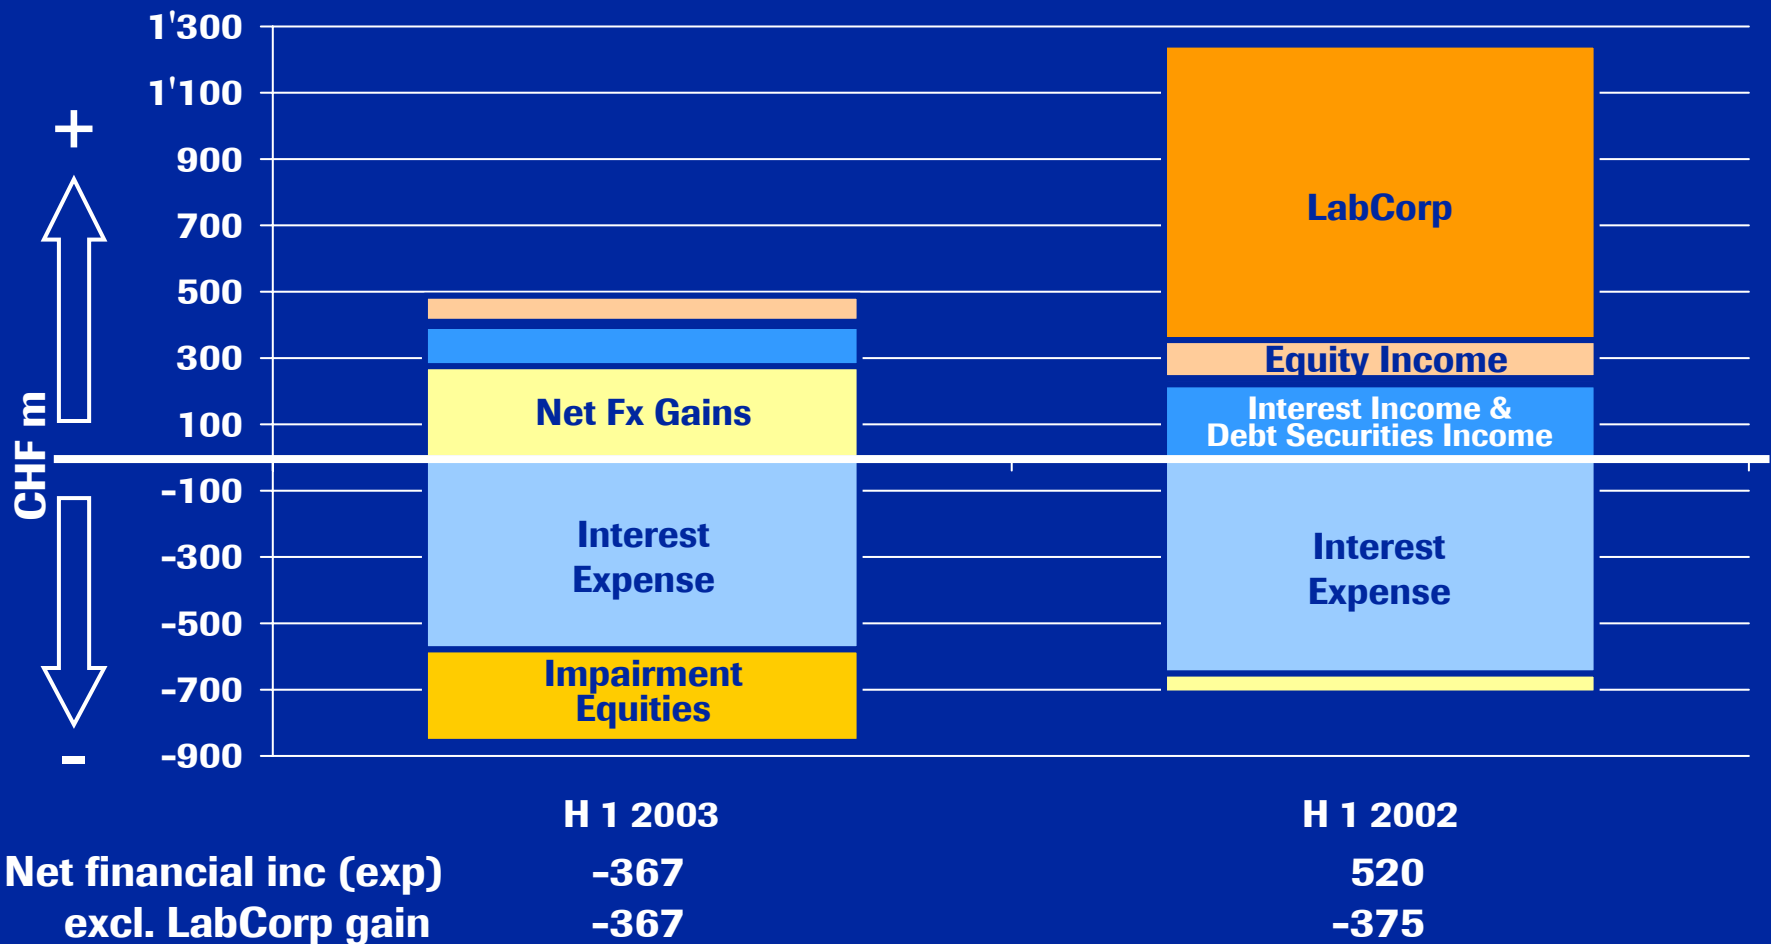 1'300
1'100
900
700
500
300
100
-100
-300
-500
-700
-900
+
-
CHF m
Net Fx Gains
Interest
Expense
Impairment
Equities
LabCorp
Equity Income
Interest Income &
Debt Securities Income
Interest
Expense
H 1 2003 H 1 2002
Net financial inc (exp) -367 520
excl. LabCorp gain -367 -375